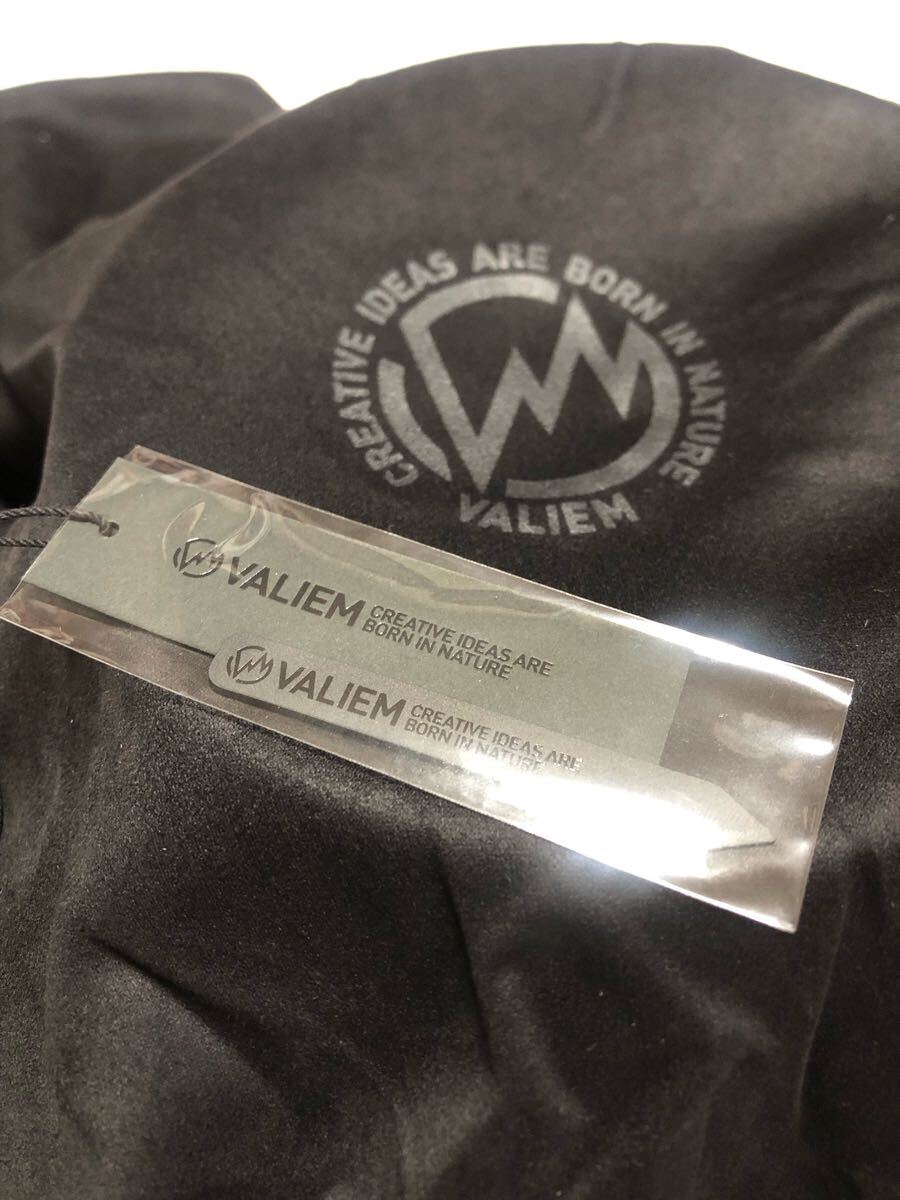 CREATIVE IDEAS ARE BORN IN NATURE
VALIEM
VALIEM
CREATIVE IDEAS ARE
BORN IN NATURE
VALIEM
CREATIVE IDEAS ARE
BORN IN NATURE